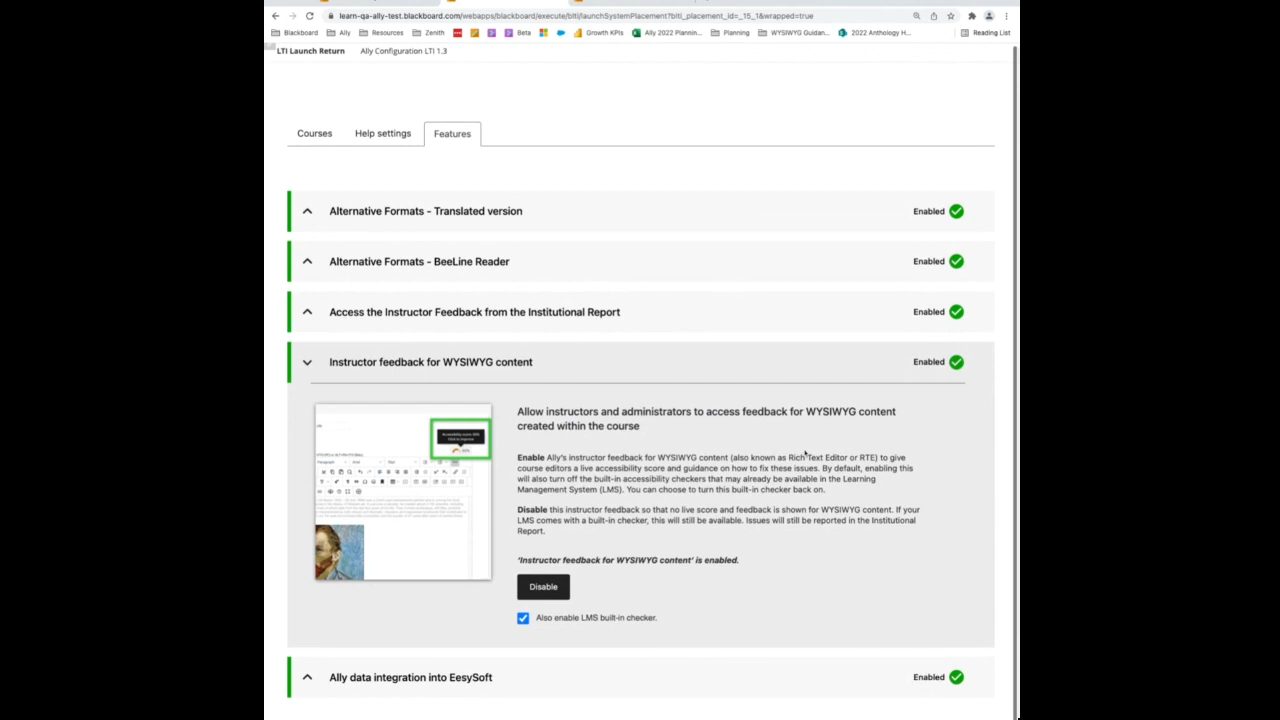 learn-qa-ally-test.blackboard.com/webapps/blackboard/execute/blti/launchSystemPlacement?blti_placement_id=_15_1&wrapped=true
Blackboard Ally Resources Zenith Beta Growth KPIs Ally 2022 Plannin... Planning WYSIWYG Guidan... 2022 Anthology H... Reading List
LTI Launch Return Ally Configuration LTI 1.3
Courses Help settings Features
Alternative Formats - Translated version Enabled
Alternative Formats - BeeLine Reader Enabled
Access the Instructor Feedback from the Institutional Report Enabled
Instructor feedback for WYSIWYG content Enabled
Allow instructors and administrators to access feedback for WYSIWYG content
created within the course
Enable Ally's instructor feedback for WYSIWYG content (also known as Rich Text Editor or RTE) to give
course editors a live accessibility score and guidance on how to fix these issues. By default, enabling this
will also turn off the built-in accessibility checkers that may already be available in the Learning
Management System (LMS). You can choose to turn this built-in checker back on.
Disable this instructor feedback so that no live score and feedback is shown for WYSIWYG content. If your
LMS comes with a built-in checker, this will still be available. Issues will still be reported in the Institutional
Report.
'Instructor feedback for WYSIWYG content' is enabled.
Disable
Also enable LMS built-in checker.
Ally data integration into EesySoft Enabled